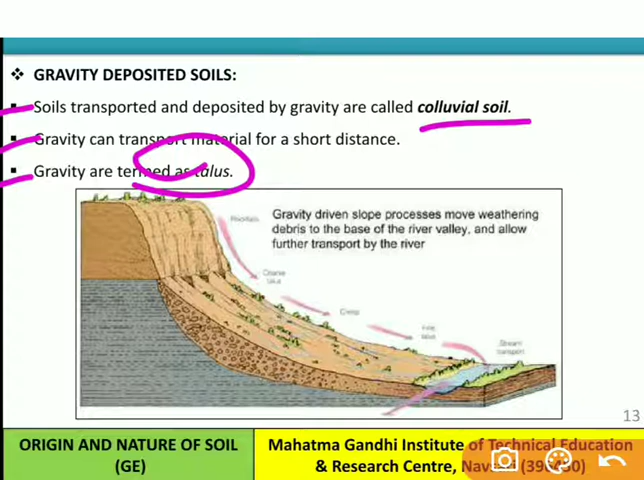 ❖ GRAVITY DEPOSITED SOILS:
▪ Soils transported and deposited by gravity are called colluvial soil.
▪ Gravity can transport material for a short distance.
▪ Gravity are termed as talus.
Gravity driven slope processes move weathering
debris to the base of the river valley, and allow
further transport by the river
Creep
Stream
transport
13
ORIGIN AND NATURE OF SOIL
(GE)
Mahatma Gandhi Institute of Technical Education
& Research Centre, Navsari (396450)